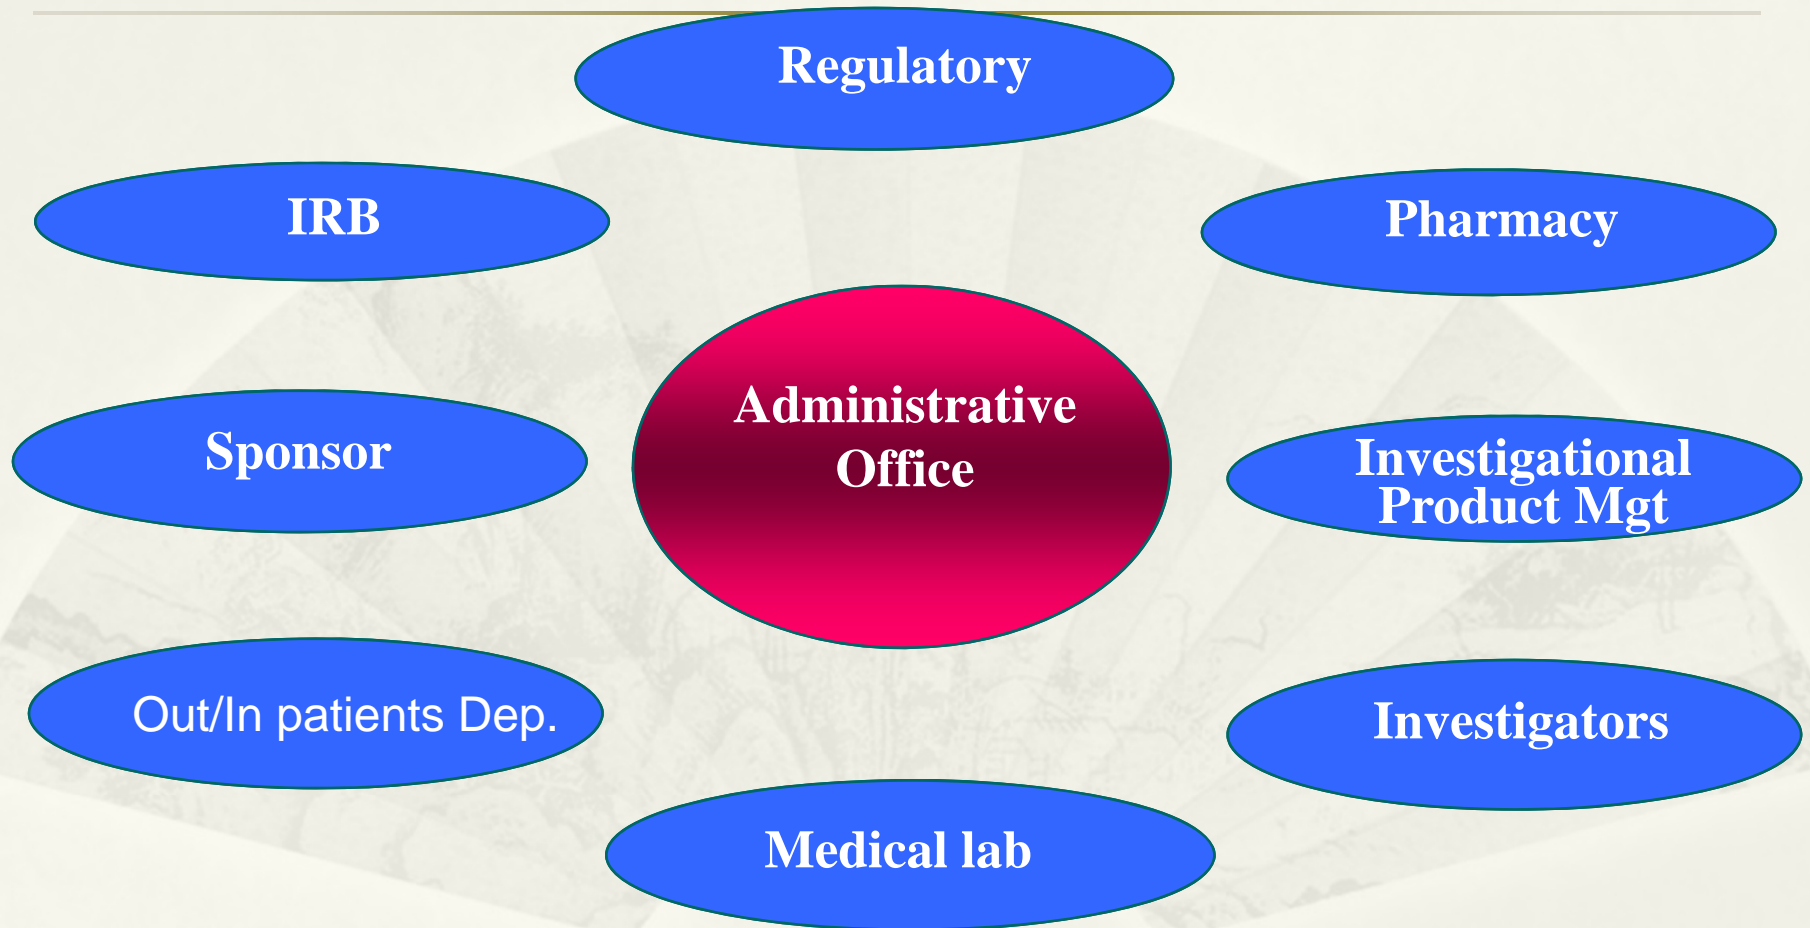 Regulatory
IRB
Pharmacy
Administrative
Office
Sponsor
Investigational
Product Mgt
Out/In patients Dep.
Investigators
Medical lab